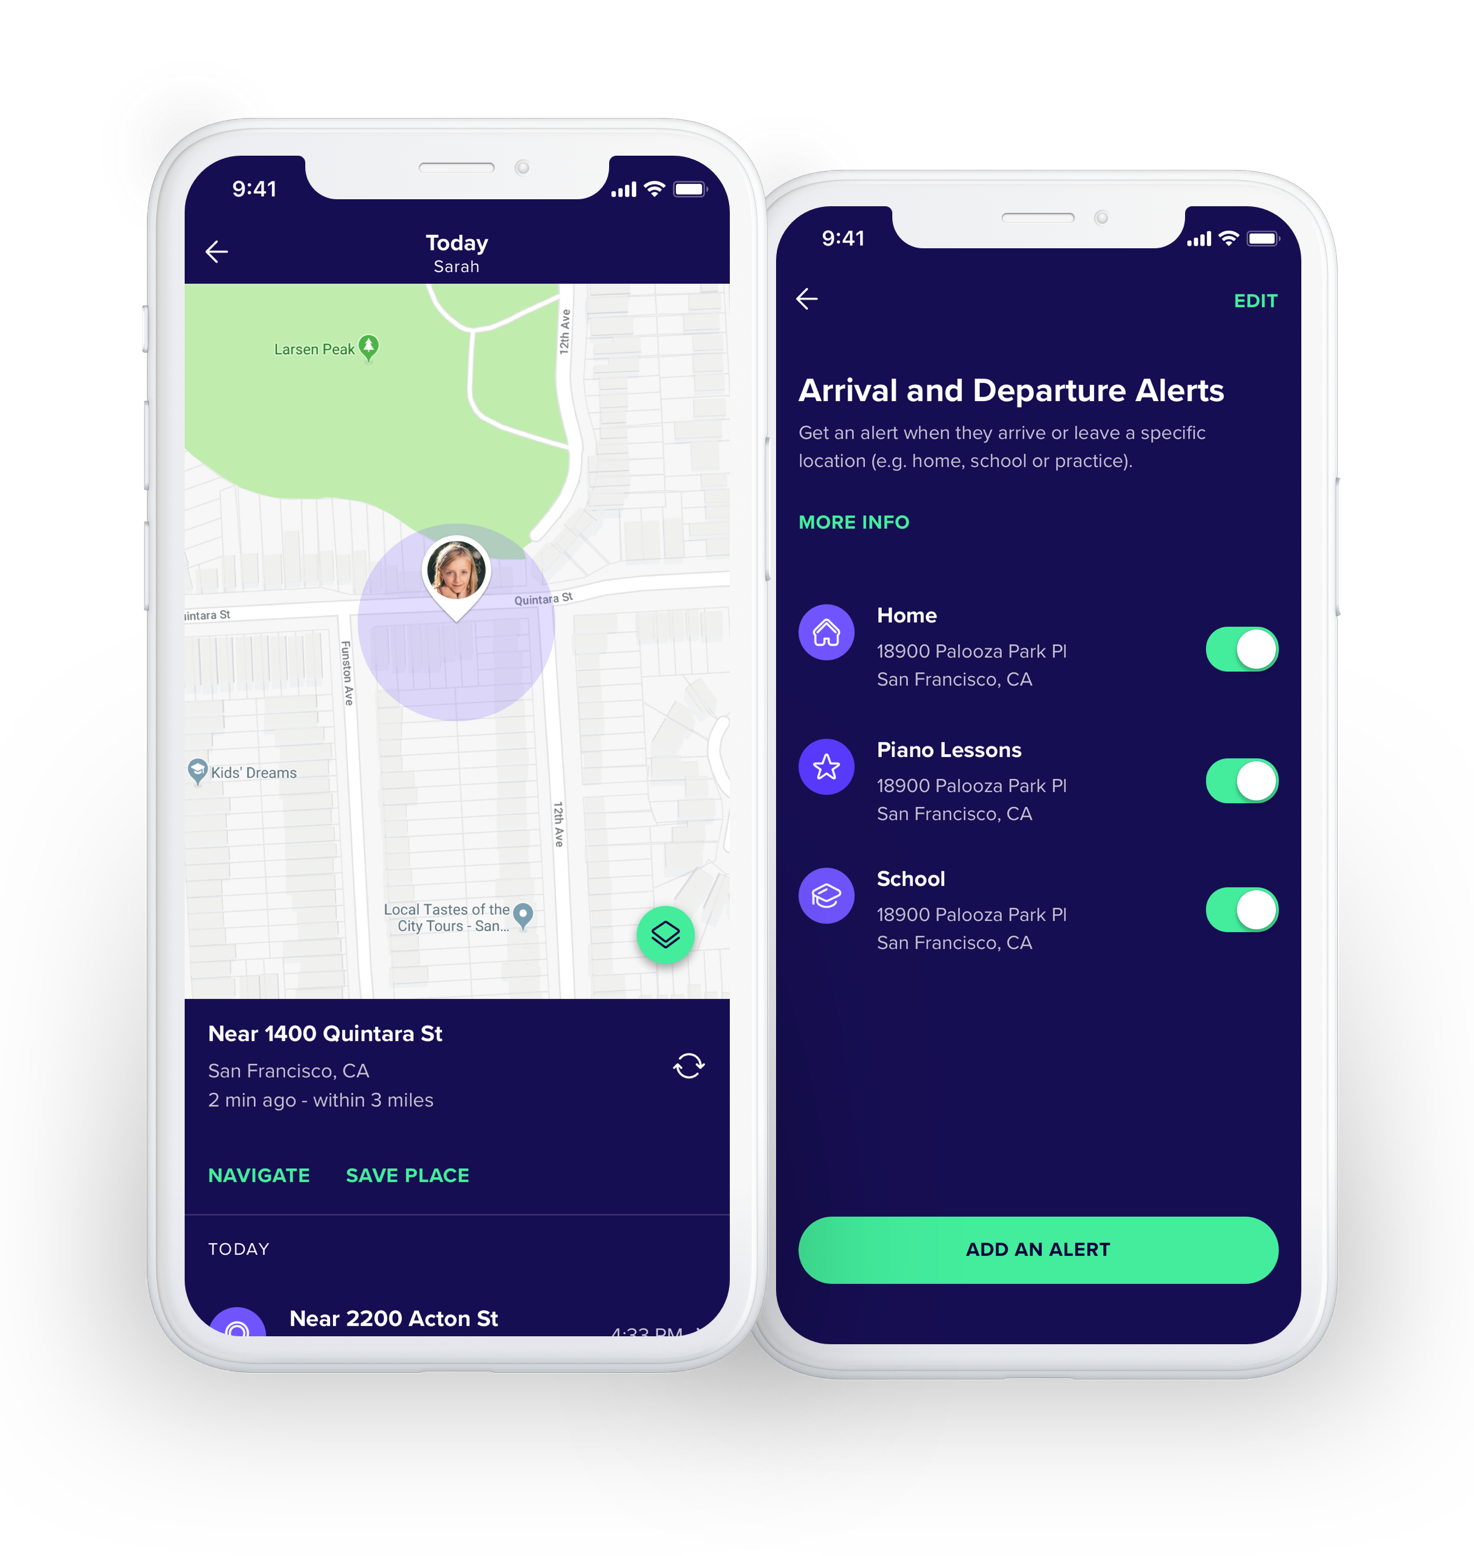 9:41
Today
Sarah
12th Ave
Larsen Peak
Quintara St
uintara St
Funston Ave
Kids' Dreams
12th Ave
Local Tastes of the
City Tours - San...
Near 1400 Quintara St
San Francisco, CA
2 min ago - within 3 miles
NAVIGATE SAVE PLACE
TODAY
Near 2200 Acton St
4:33 PM
9:41
EDIT
Arrival and Departure Alerts
Get an alert when they arrive or leave a specific
location (e.g. home, school or practice).
MORE INFO
Home
18900 Palooza Park Pl
San Francisco, CA
Piano Lessons
18900 Palooza Park Pl
San Francisco, CA
School
18900 Palooza Park Pl
San Francisco, CA
ADD AN ALERT